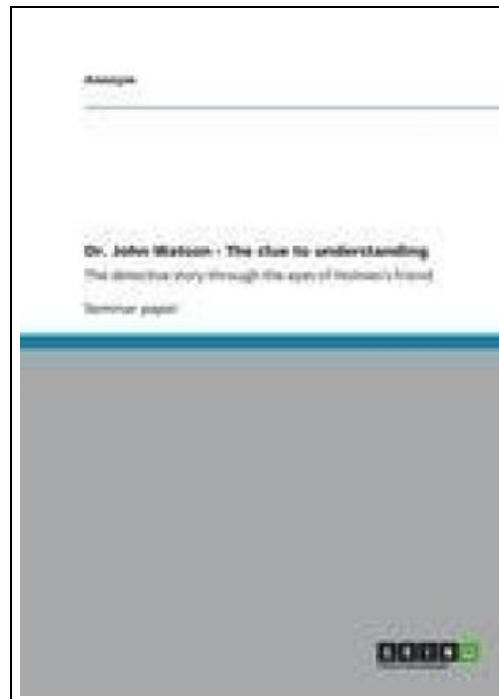 Anonym
Dr. John Watson - The clue to understanding
The detective story through the eyes of Holmes's friend
Seminar paper
GRIN